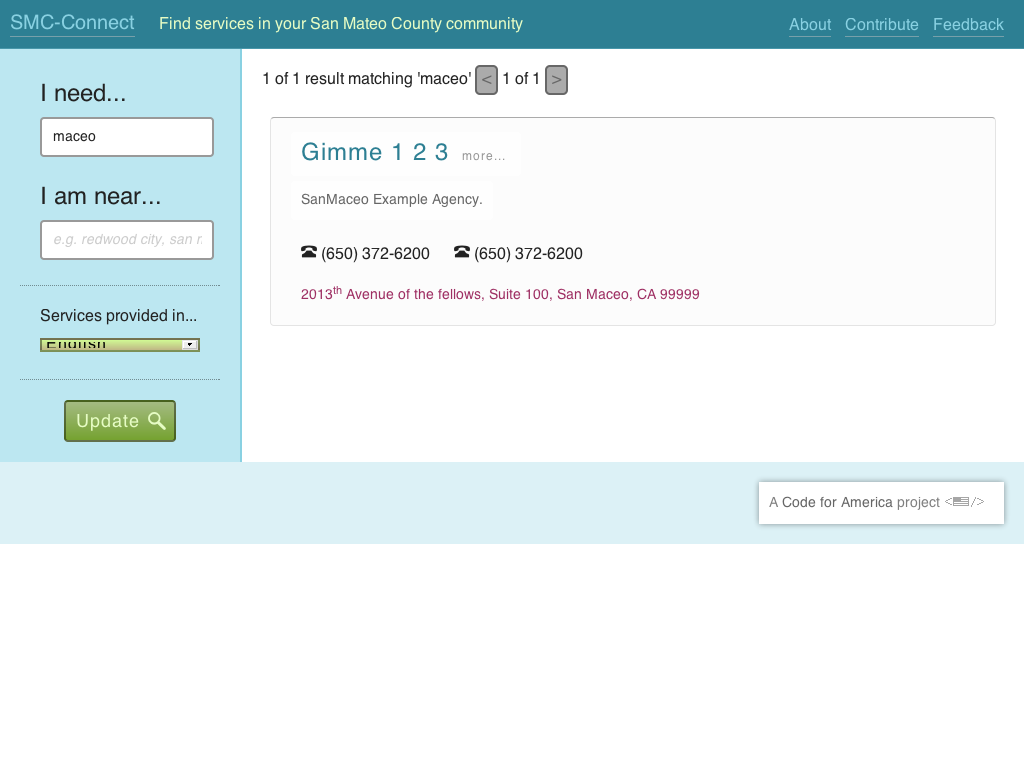 SMC-Connect Find services in your San Mateo County community About Contribute Feedback
I need...
maceo
I am near...
e.g. redwood city, san
Services provided in...
English
Update
1 of 1 result matching 'maceo' < 1 of 1 >
Gimme 1 2 3 more...
SanMaceo Example Agency.
(650) 372-6200 (650) 372-6200
2013th Avenue of the fellows, Suite 100, San Maceo, CA 99999
A Code for America project </>